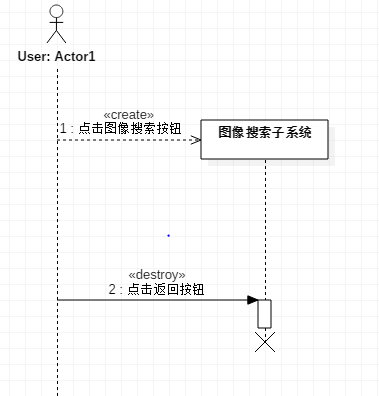 User: Actor1
«create»
1 : 点击图像搜索按钮
图像搜索子系统
«destroy»
2 : 点击返回按钮